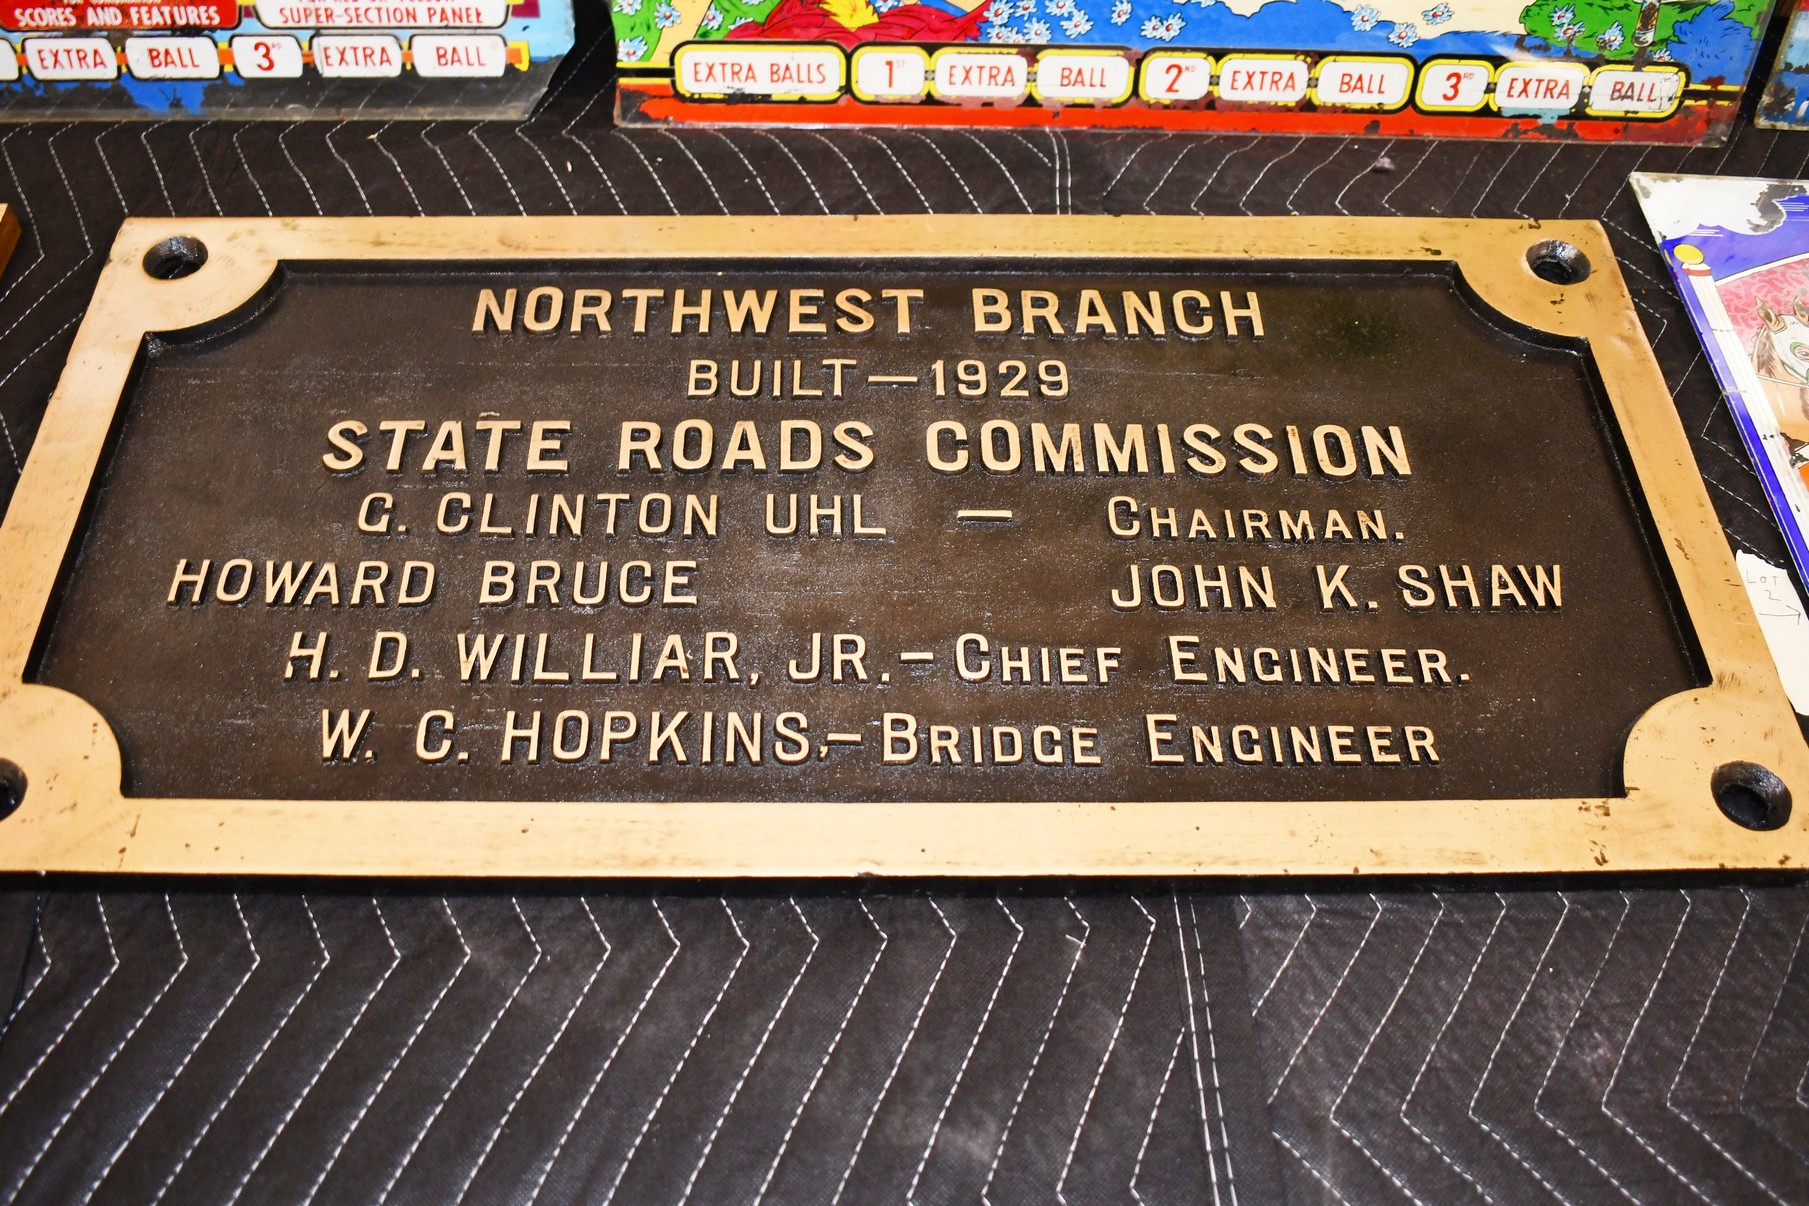 SCORES AND FEATURES
SUPER-SECTION PANEL
EXTRA BALL 3RD EXTRA BALL
EXTRA BALLS 1ST EXTRA BALL 2ND EXTRA BALL 3RD EXTRA BALL
NORTHWEST BRANCH
BUILT—1929
STATE ROADS COMMISSION
G. CLINTON UHL — CHAIRMAN.
HOWARD BRUCE JOHN K. SHAW
H. D. WILLIAR, JR.—CHIEF ENGINEER.
W. C. HOPKINS,—BRIDGE ENGINEER
LOT
2